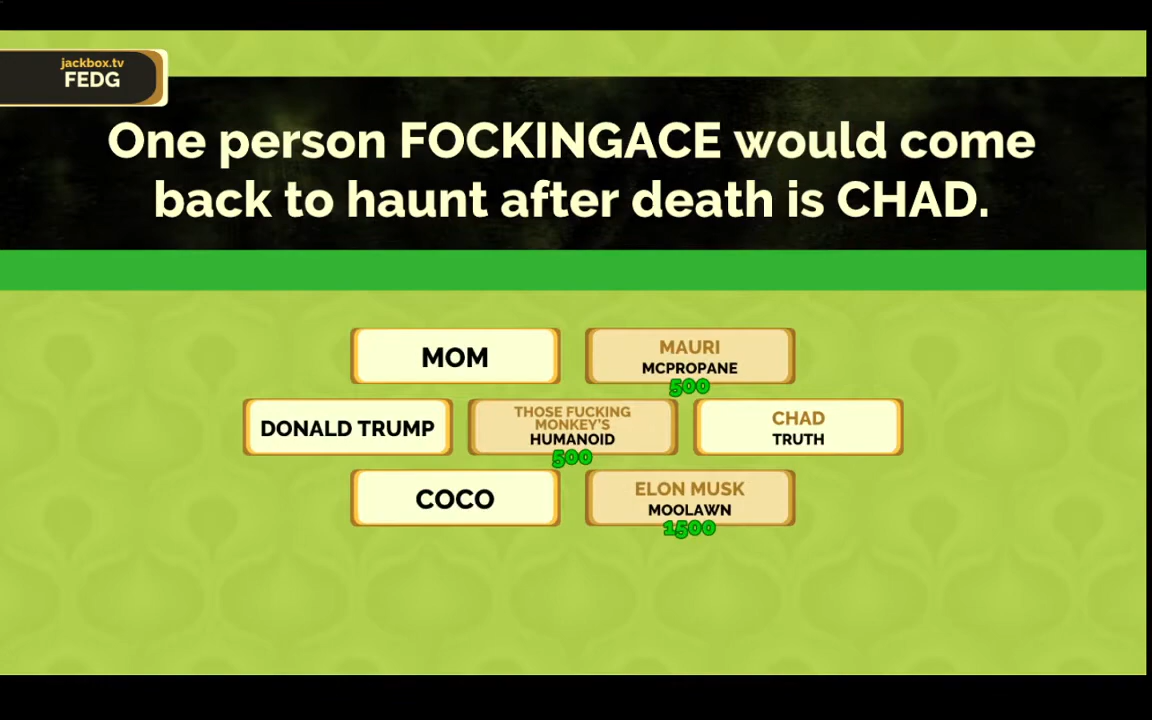 jackbox.tv
FEDG
One person FOCKINGACE would come
back to haunt after death is CHAD.
MOM
MAURI
MCPROPANE
500
DONALD TRUMP
THOSE FUCKING
MONKEY'S
HUMANOID
500
CHAD
TRUTH
COCO
ELON MUSK
MOOLAWN
1500